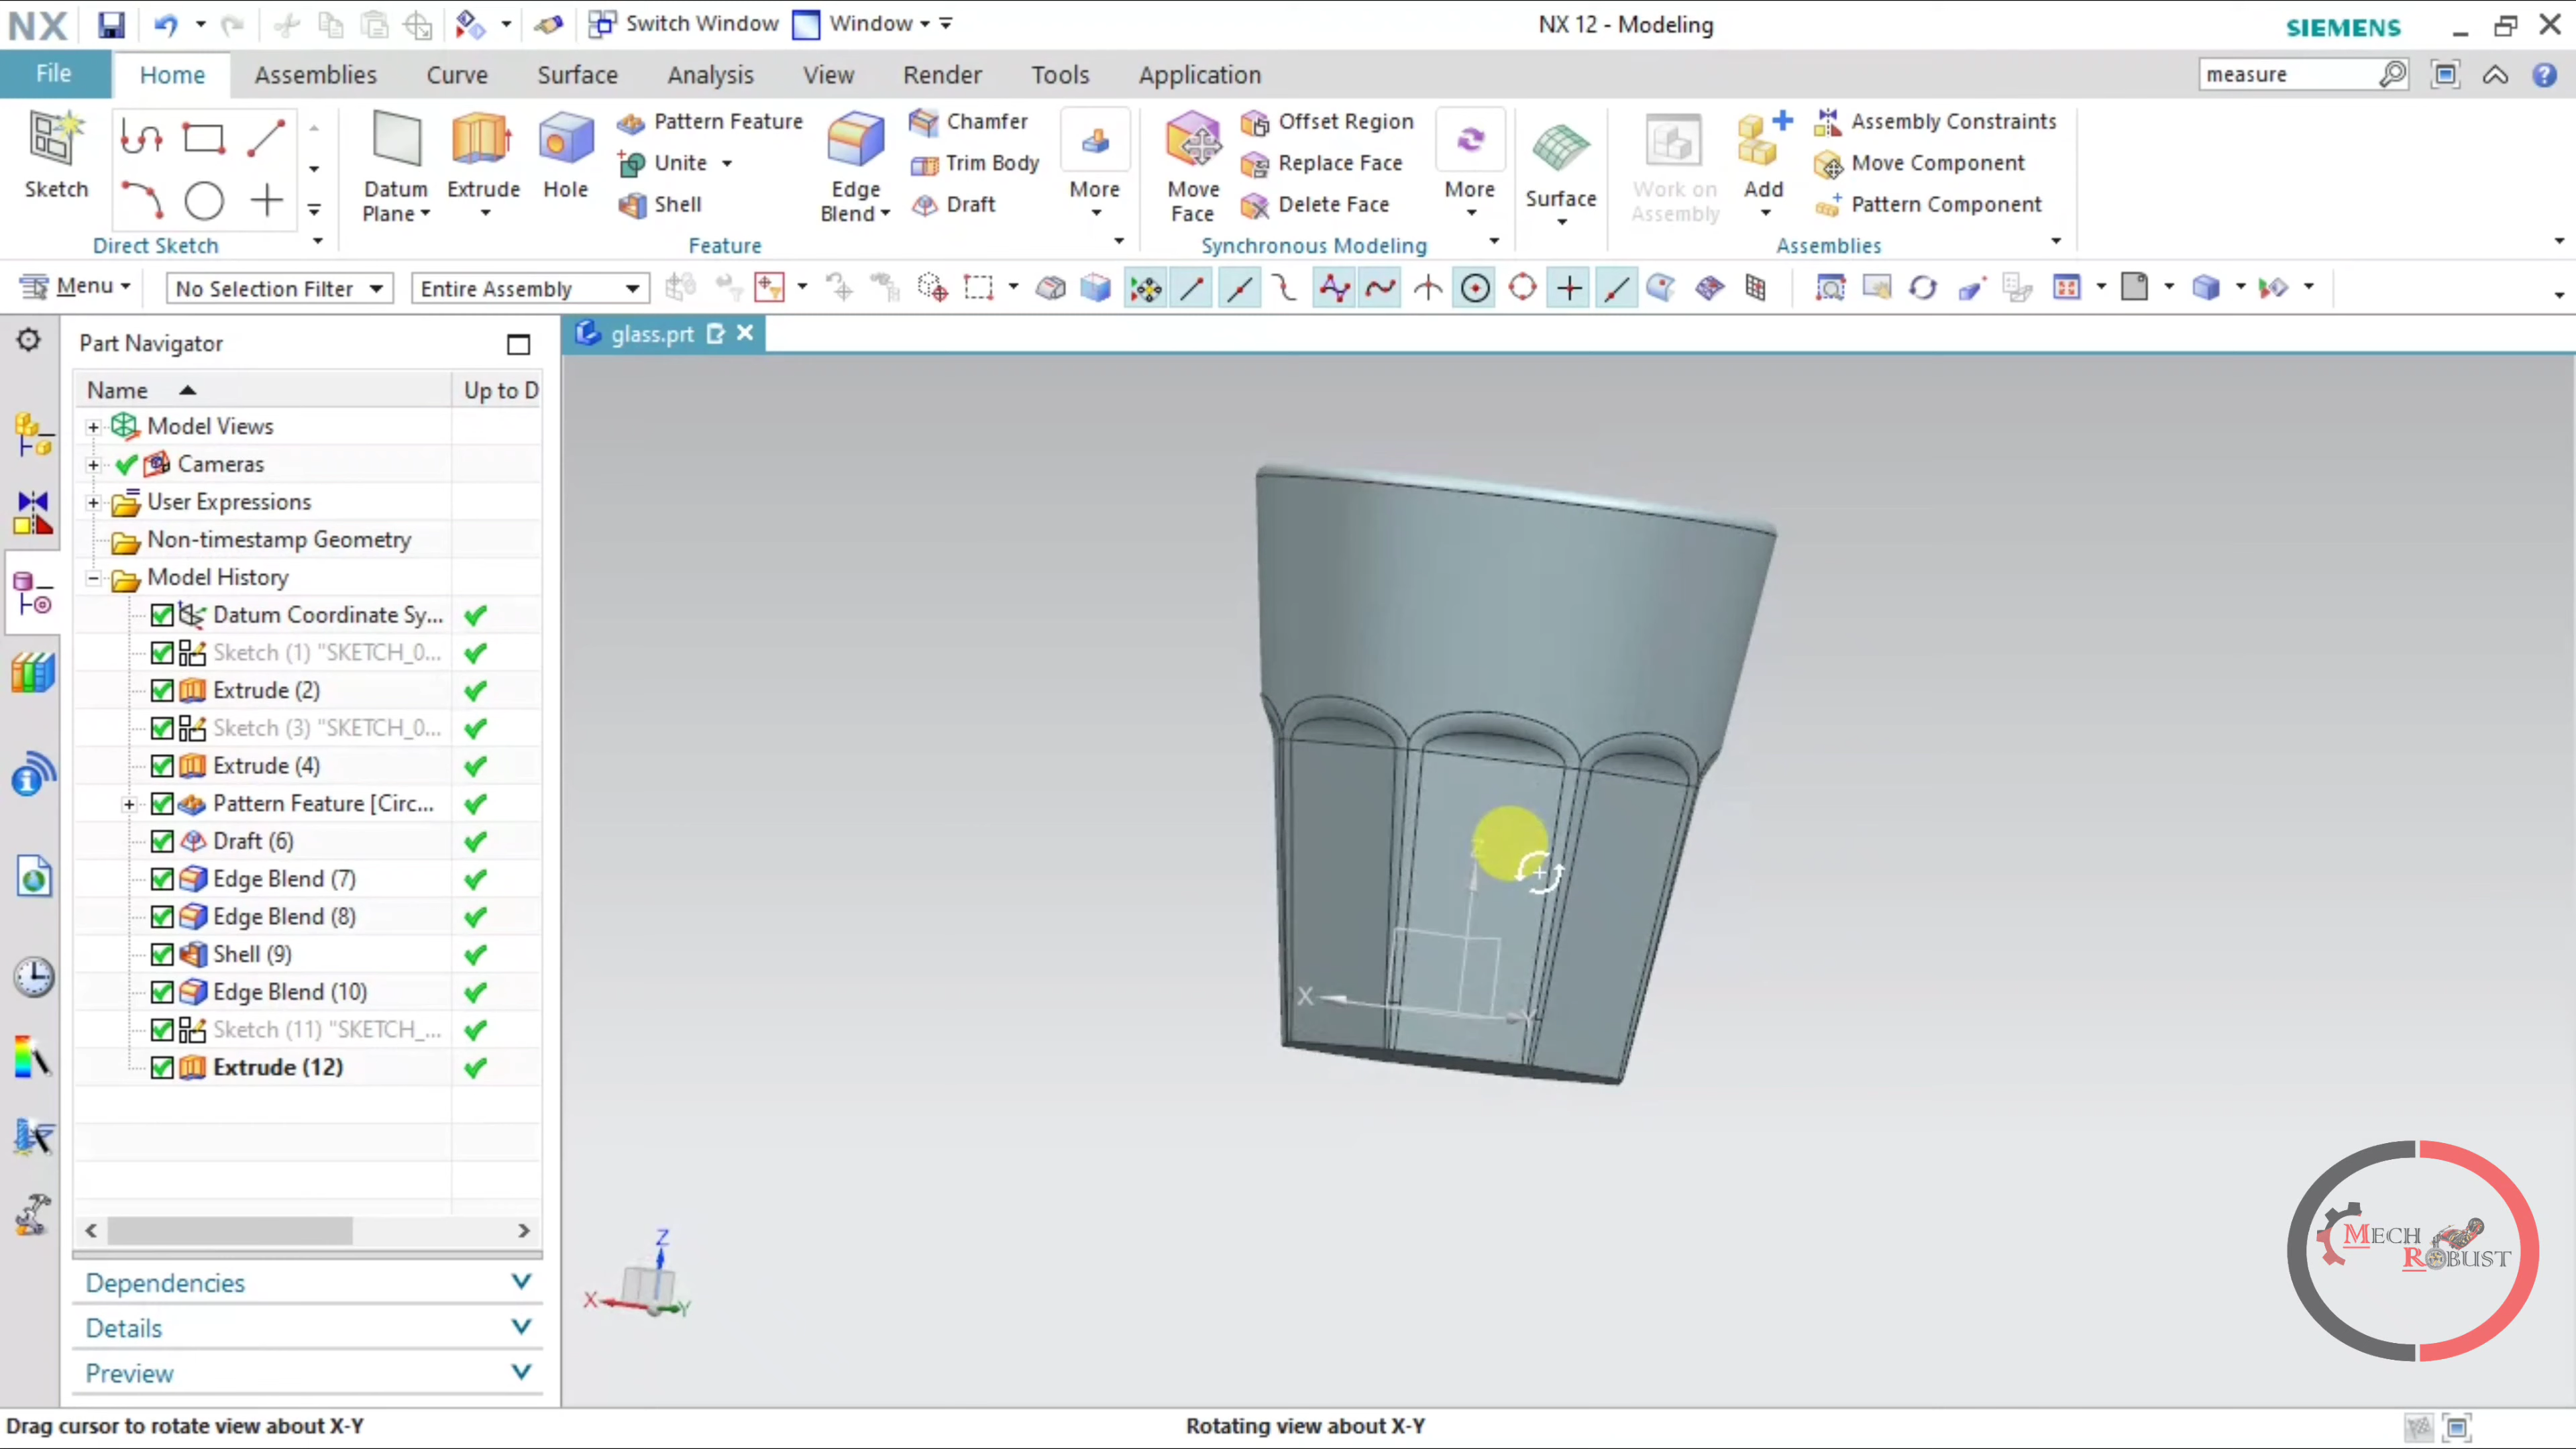 NX Switch Window Window NX 12 - Modeling SIEMENS
File Home Assemblies Curve Surface Analysis View Render Tools Application measure
Sketch
Direct Sketch
Datum Plane
Extrude
Hole
Pattern Feature
Unite
Shell
Edge Blend
Chamfer
Trim Body
Draft
More
Feature
Move Face
Offset Region
Replace Face
Delete Face
More
Synchronous Modeling
Surface
Work on Assembly
Add
Assembly Constraints
Move Component
Pattern Component
Assemblies
Menu No Selection Filter Entire Assembly
Part Navigator
glass.prt
Name Up to D
Model Views
Cameras
User Expressions
Non-timestamp Geometry
Model History
Datum Coordinate Sy...
Sketch (1) "SKETCH_0...
Extrude (2)
Sketch (3) "SKETCH_0...
Extrude (4)
Pattern Feature [Circ...
Draft (6)
Edge Blend (7)
Edge Blend (8)
Shell (9)
Edge Blend (10)
Sketch (11) "SKETCH_...
Extrude (12)
Dependencies
Details
Preview
Z
X
Y
Z
X
Y
MECH
ROBUST
Drag cursor to rotate view about X-Y Rotating view about X-Y